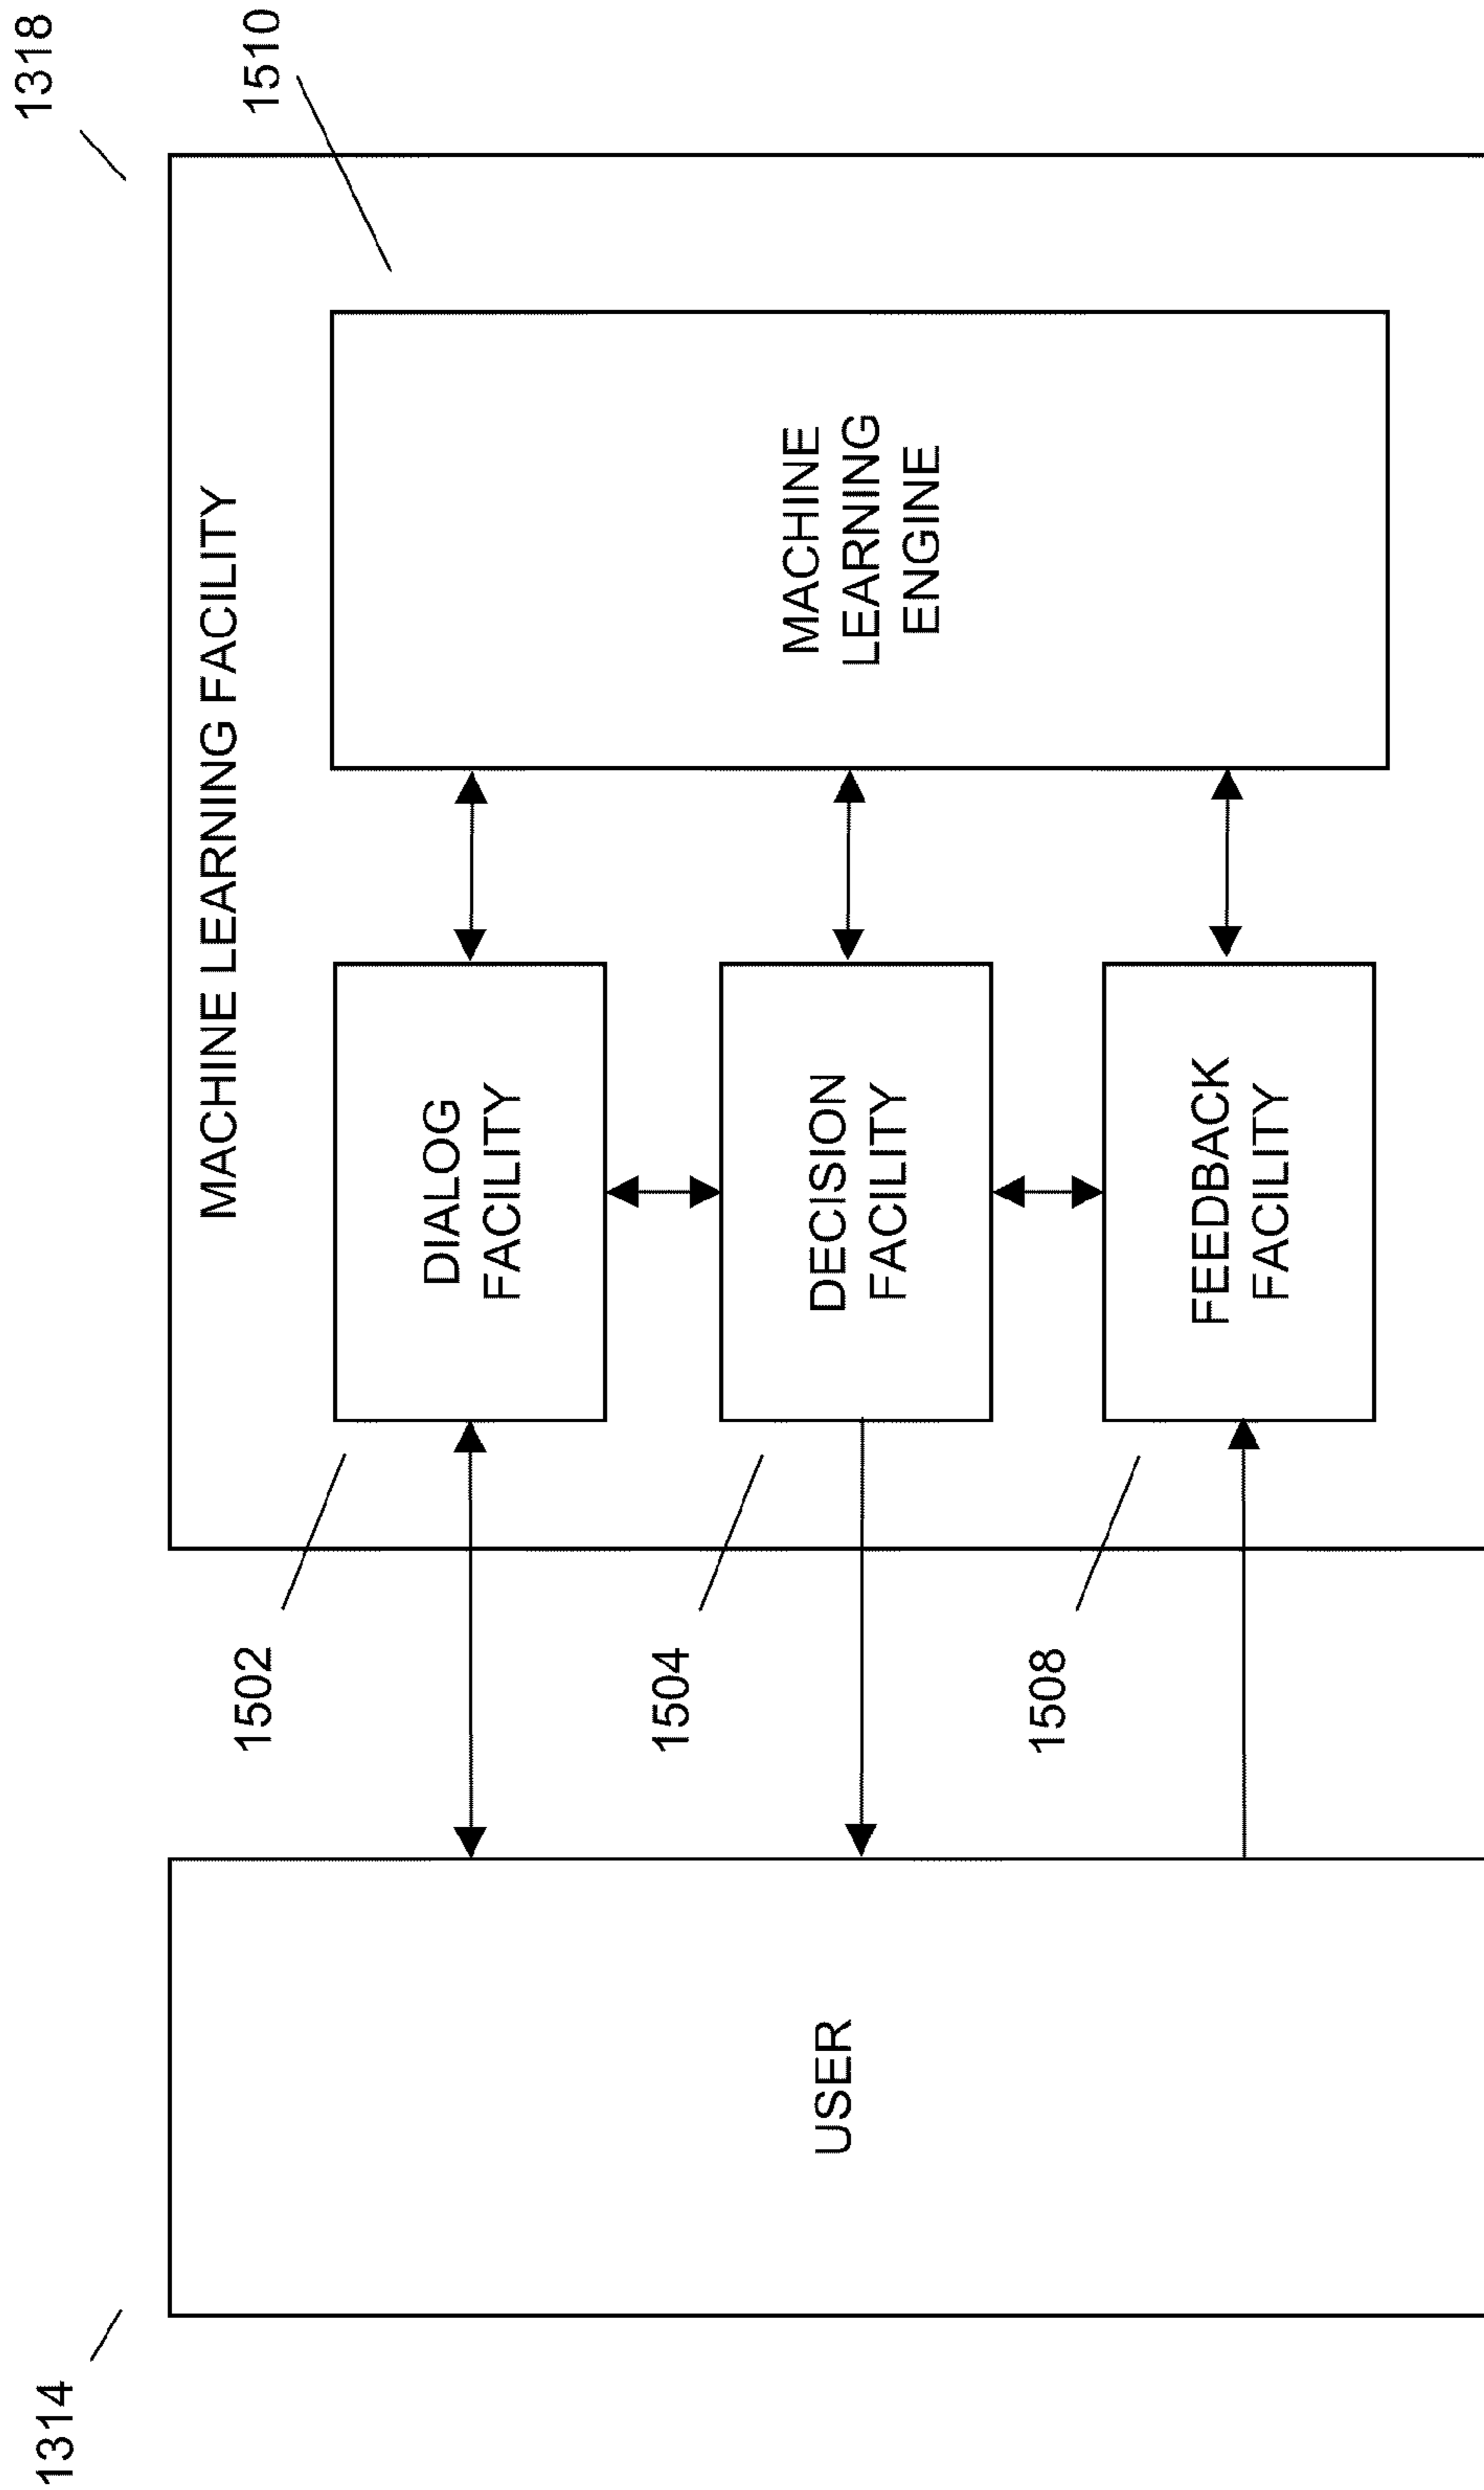 1314
1318
USER
MACHINE LEARNING FACILITY
1502
DIALOG
FACILITY
1504
DECISION
FACILITY
1508
FEEDBACK
FACILITY
1510
MACHINE
LEARNING
ENGINE